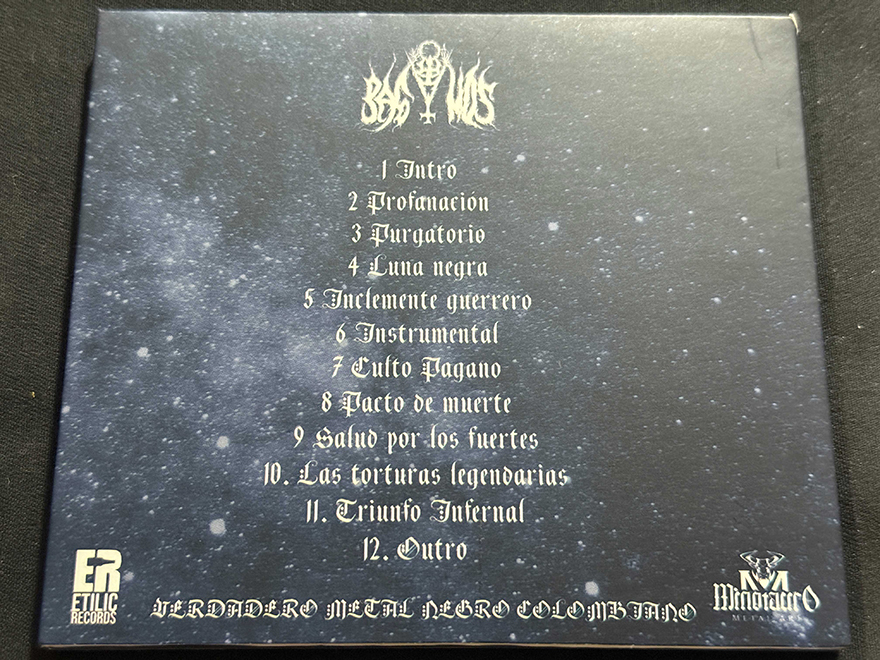 1 Intro
2 Profanación
3 Purgatorio
4 Luna negra
5 Inclemente guerrero
6 Instrumental
7 Culto Pagano
8 Pacto de muerte
9 Salud por los fuertes
10. Las torturas legendarias
11. Triunfo Infernal
12. Outro
ER
ETILIC
RECORDS
VERDADERO METAL NEGRO COLOMBIANO